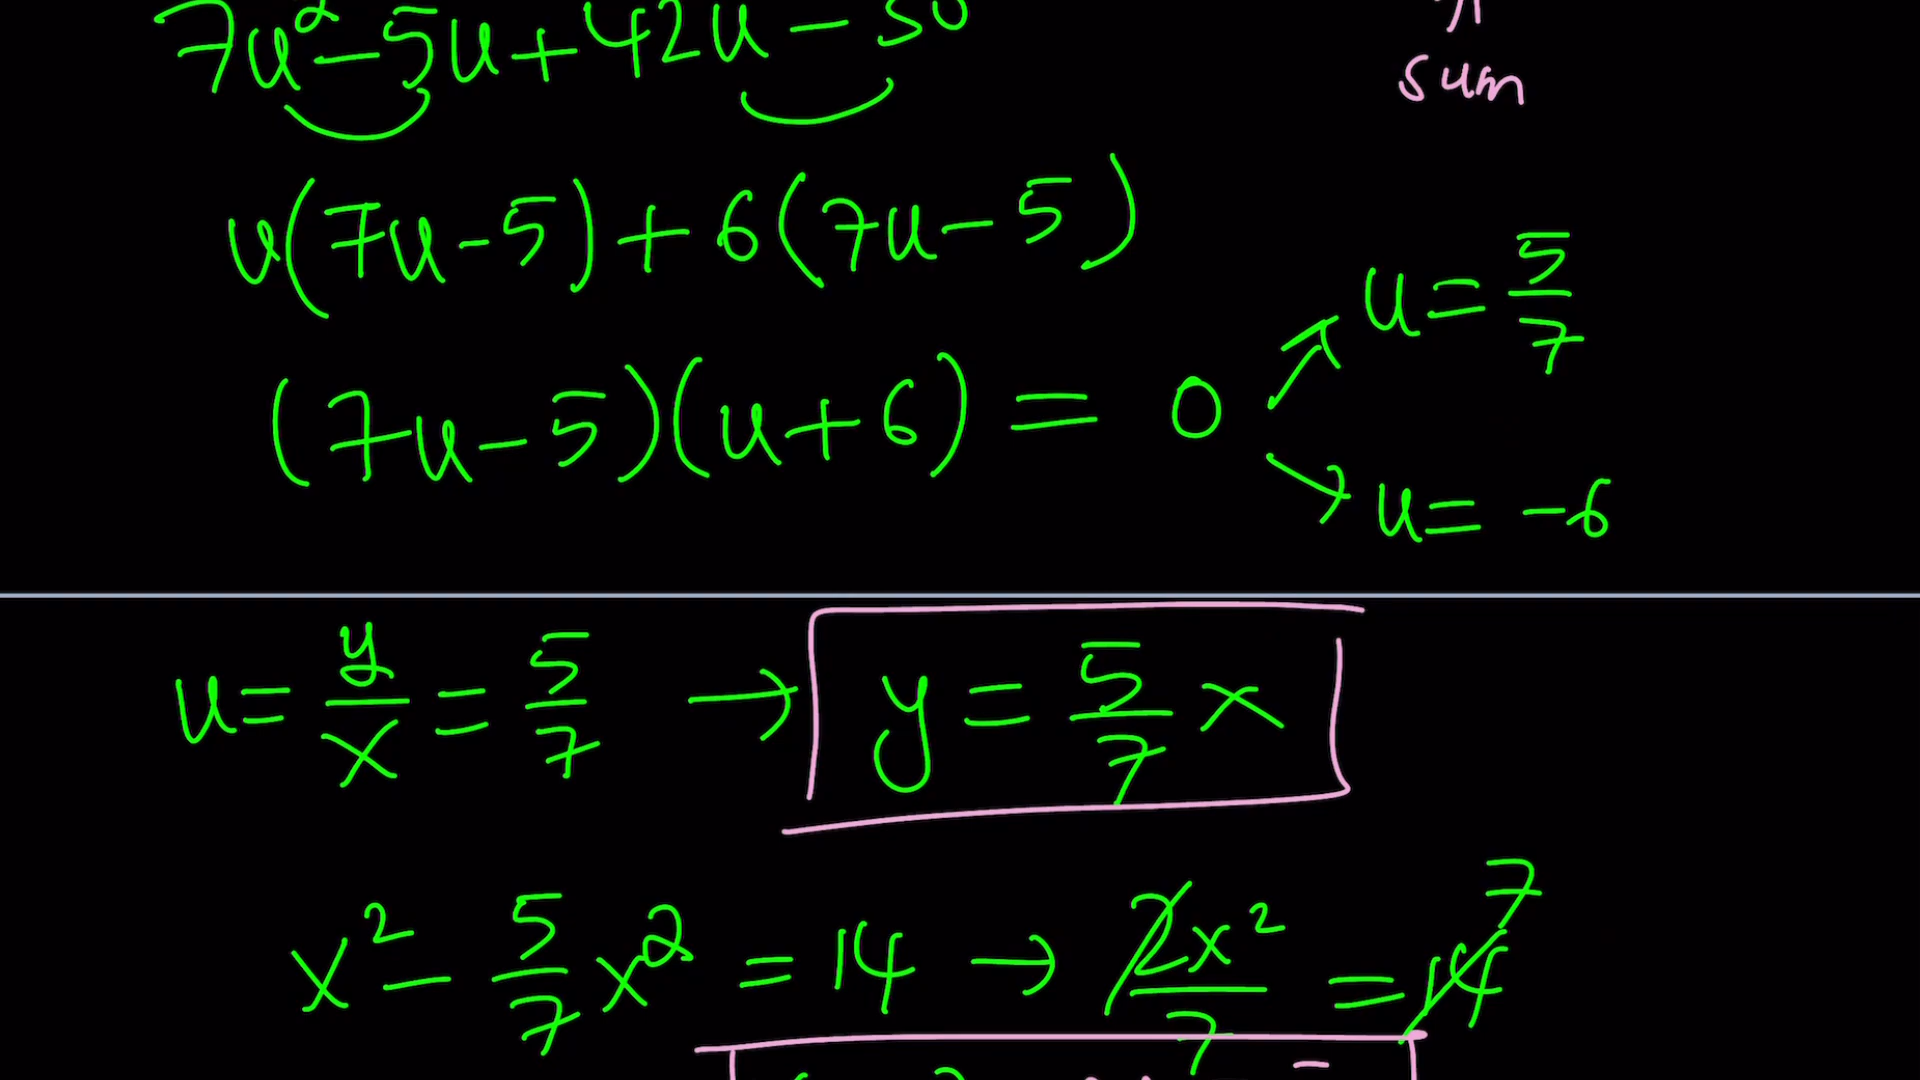 7u² - 5u + 42u - 30
sum
u(7u - 5) + 6(7u - 5)
u = 5/7
(7u - 5)(u + 6) = 0
u = -6
u = y/x = 5/7 → y = 5/7 x
7
x² - 5/7 x² = 14 → 2x²/7 = 14